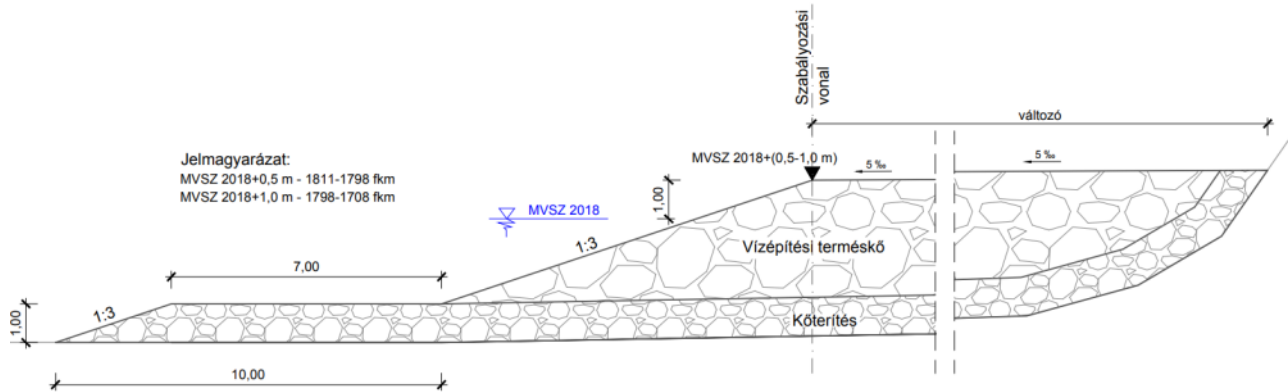 Szabályozási
vonal
változó
Jelmagyarázat:
MVSZ 2018+0,5 m - 1811-1798 fkm
MVSZ 2018+1,0 m - 1798-1708 fkm
MVSZ 2018+(0,5-1,0 m)
5 ‰
5 ‰
1,00
MVSZ 2018
1:3
Vízépítési terméskő
7,00
1:3
1,00
Kőterítés
10,00